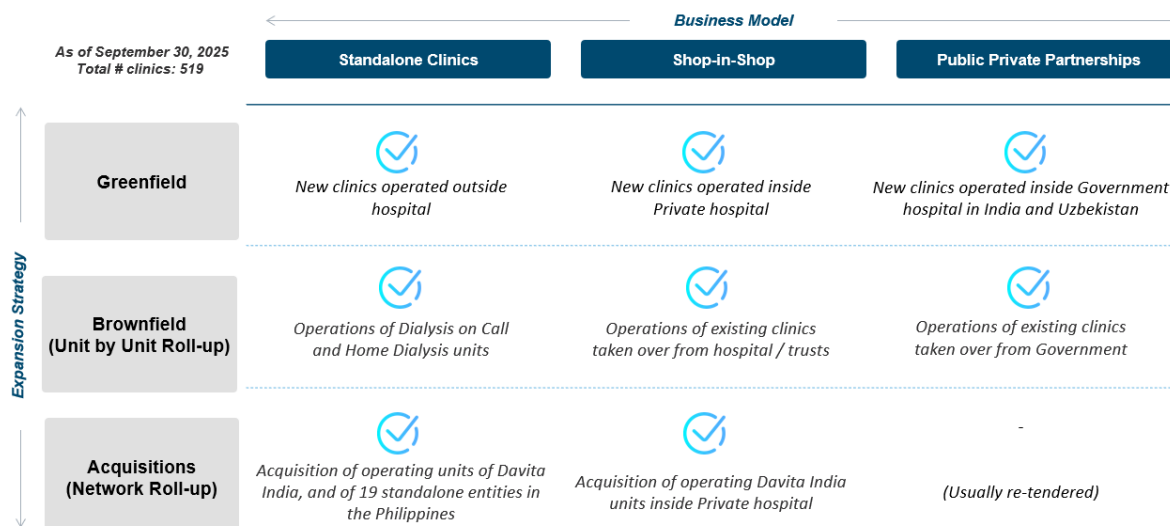 Business Model
As of September 30, 2025
Total # clinics: 519
Standalone Clinics
Shop-in-Shop
Public Private Partnerships
Expansion Strategy
Greenfield
New clinics operated outside
hospital
New clinics operated inside
Private hospital
New clinics operated inside Government
hospital in India and Uzbekistan
Brownfield
(Unit by Unit Roll-up)
Operations of Dialysis on Call
and Home Dialysis units
Operations of existing clinics
taken over from hospital / trusts
Operations of existing clinics
taken over from Government
Acquisitions
(Network Roll-up)
Acquisition of operating units of Davita
India, and of 19 standalone entities in
the Philippines
Acquisition of operating Davita India
units inside Private hospital
-
(Usually re-tendered)